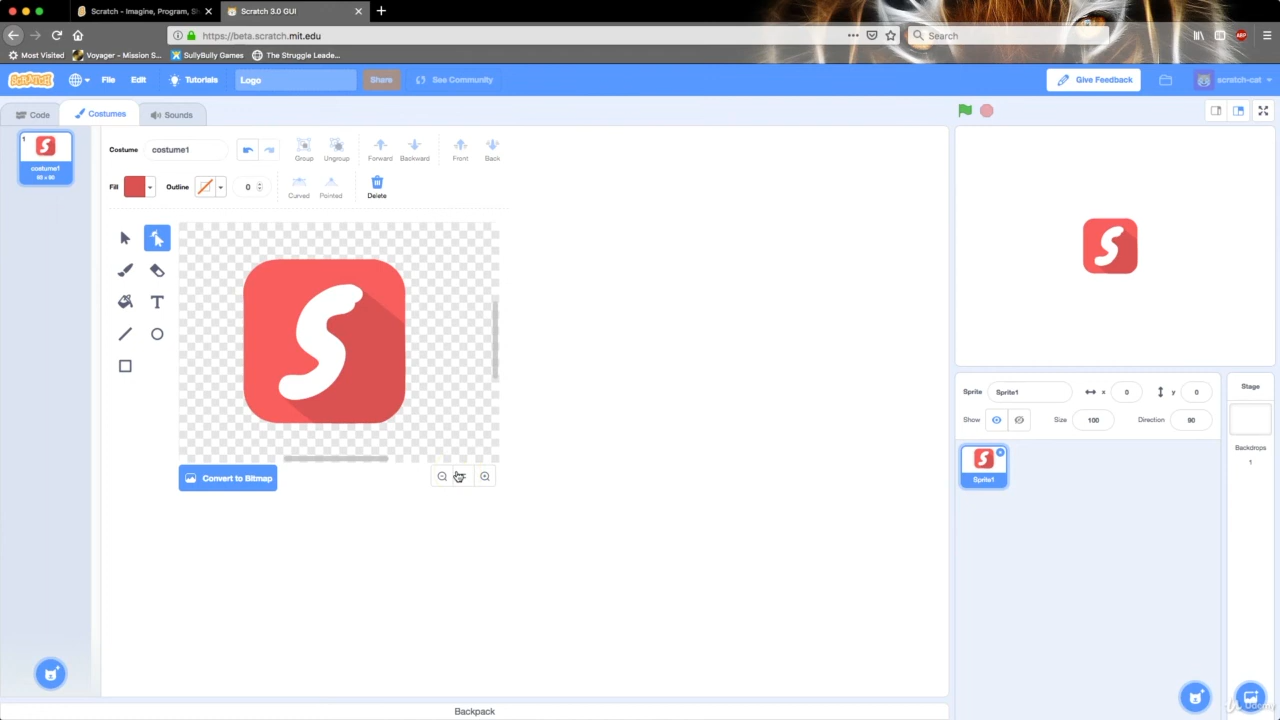 Scratch - Imagine, Program, Sh
Scratch 3.0 GUI
https://beta.scratch.mit.edu
Search
Most Visited
Voyager - Mission S...
SullyBully Games
The Struggle Leade...
SCRATCH
File
Edit
Tutorials
Logo
Share
See Community
Give Feedback
scratch-cat
Code
Costumes
Sounds
Costume
costume1
Group
Ungroup
Forward
Backward
Front
Back
Fill
Outline
0
Curved
Pointed
Delete
1
costume1
T
S
Convert to Bitmap
Sprite
Sprite1
x
0
y
0
Show
Size
100
Direction
90
Sprite1
Stage
Backdrops
1
Backpack
Udemy